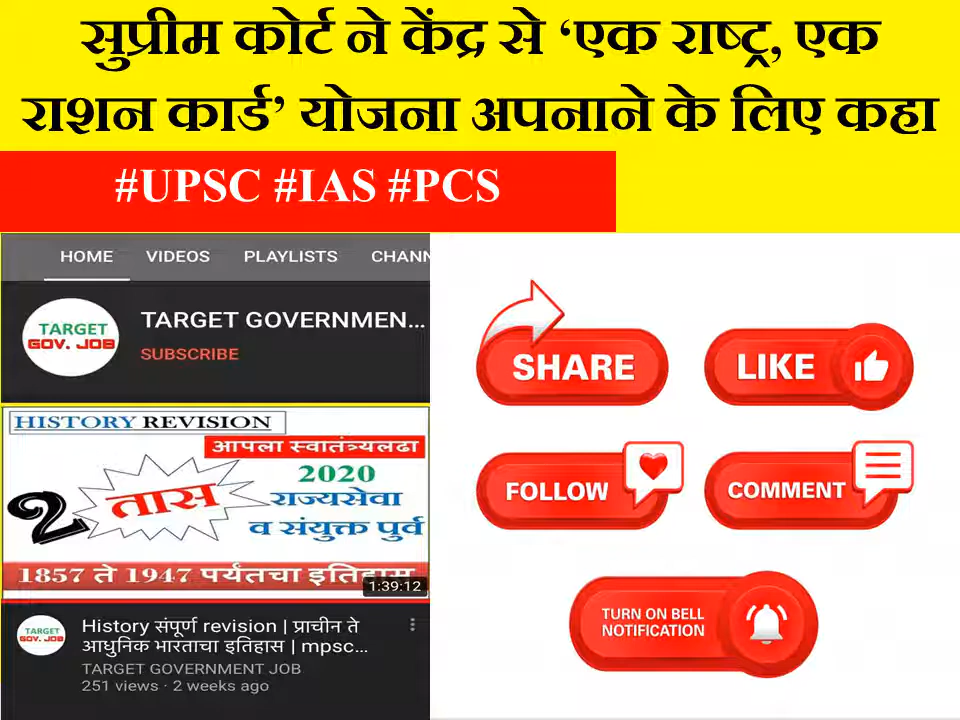 सुप्रीम कोर्ट ने केंद्र से ‘एक राष्ट्र, एक
राशन कार्ड’ योजना अपनाने के लिए कहा
#UPSC #IAS #PCS
HOME VIDEOS PLAYLISTS CHANN
TARGET
GOV. JOB
TARGET GOVERNMEN...
SUBSCRIBE
HISTORY REVISION
आपला स्वातंत्र्यलढा
2 तास
2020
राज्यसेवा
व संयुक्त पुर्व
1857 ते 1947 पर्यंतचा इतिहास
1:39:12
TARGET
GOV. JOB
History संपूर्ण revision | प्राचीन ते
आधुनिक भारताचा इतिहास | mpsc...
TARGET GOVERNMENT JOB
251 views · 2 weeks ago
SHARE
LIKE
FOLLOW
COMMENT
TURN ON BELL
NOTIFICATION